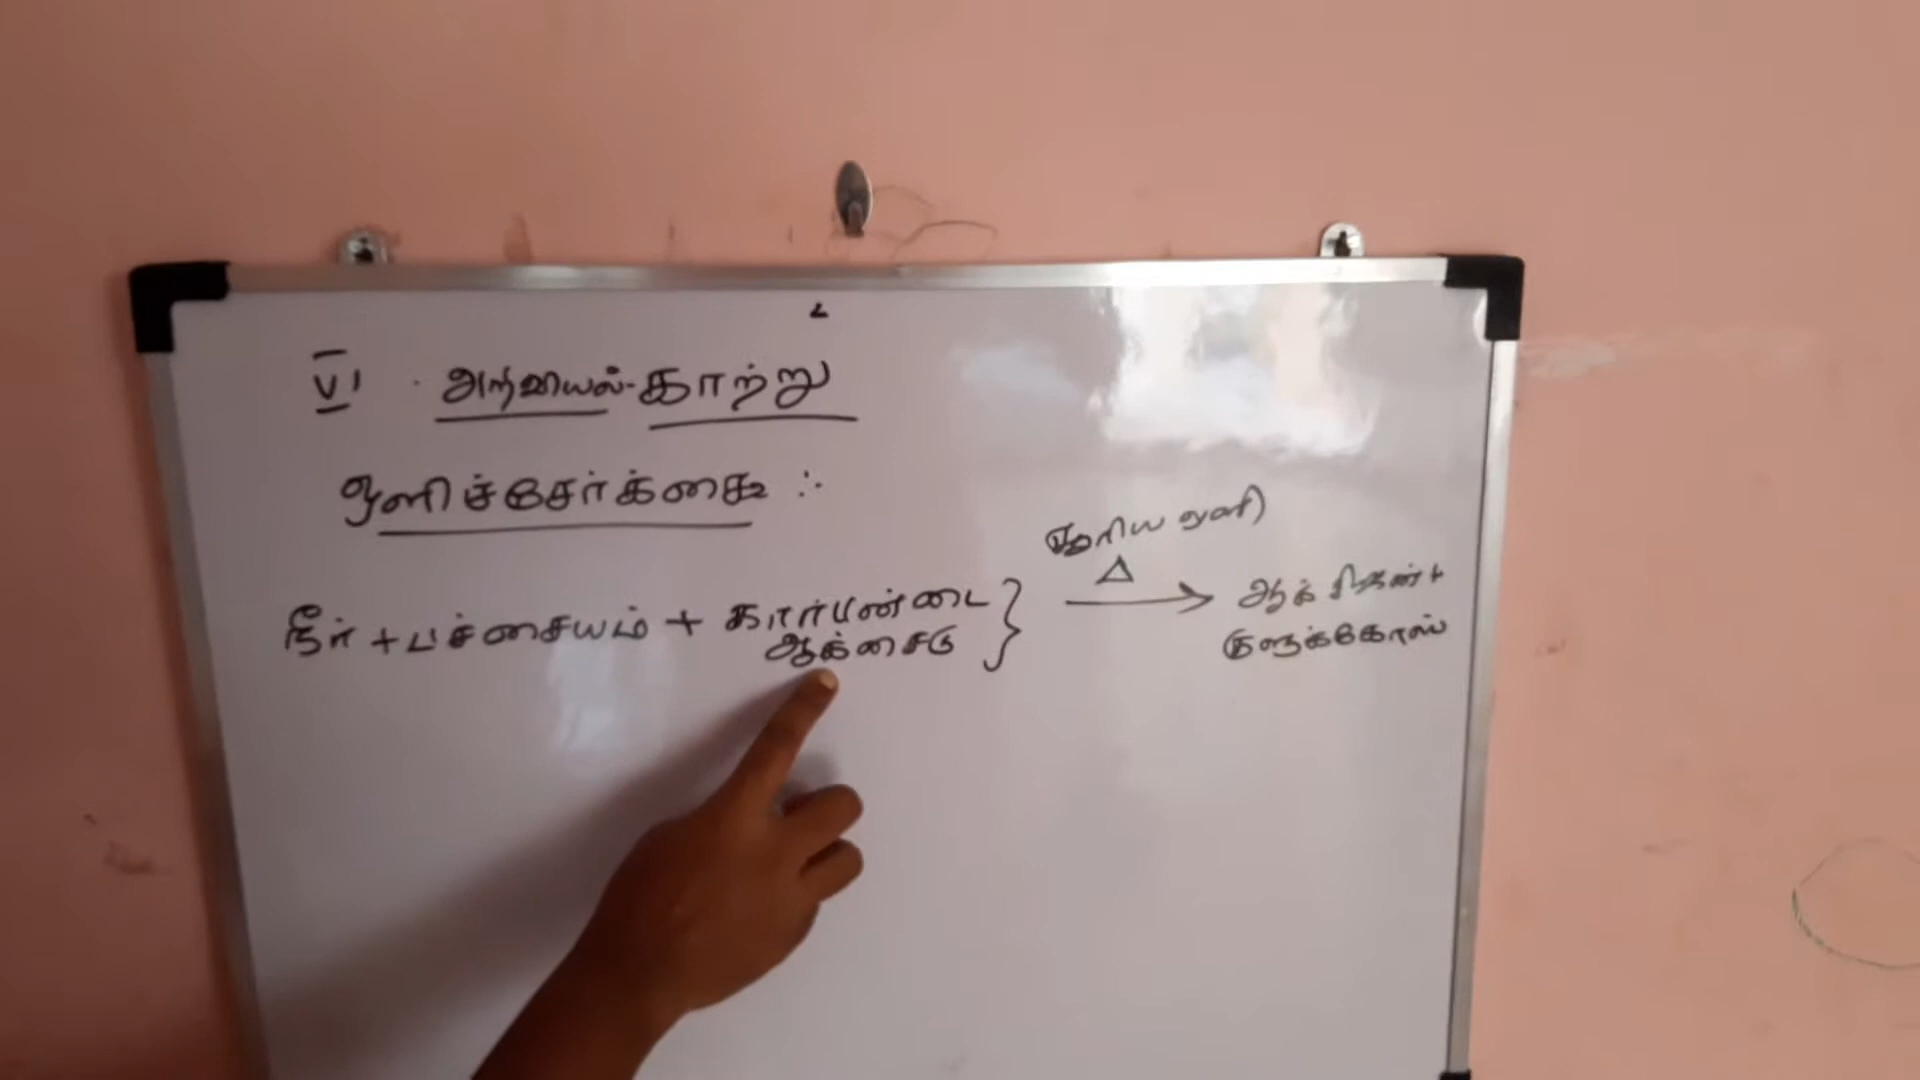 VI . அறிவியல்-காற்று
ஒளிச்சேர்க்கை :
சூரிய ஒளி
Δ
நீர் + பச்சையம் + கார்பன் டை } → ஆக்ஸிஜன் +
ஆக்சைடு குளுக்கோஸ்